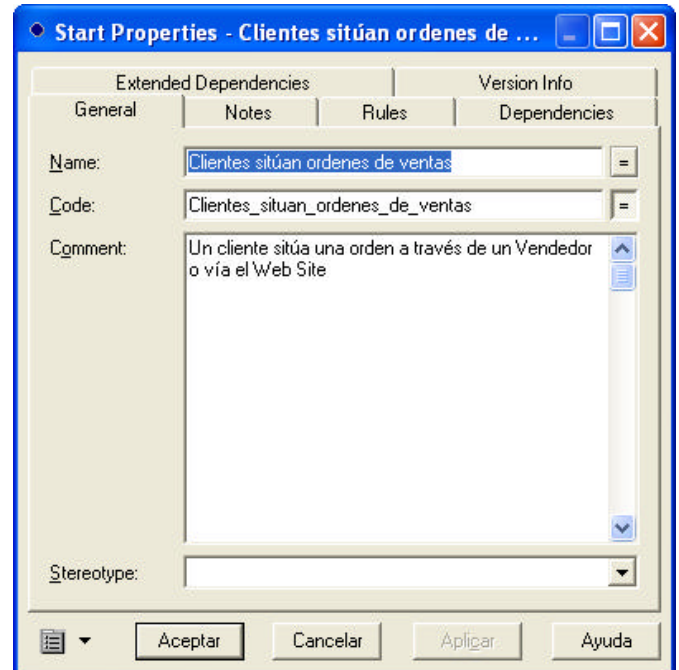 Start Properties - Clientes sitúan ordenes de ...
Extended Dependencies Version Info
General Notes Rules Dependencies
Name: Clientes sitúan ordenes de ventas =
Code: Clientes_situan_ordenes_de_ventas =
Comment: Un cliente sitúa una orden a través de un Vendedor
o vía el Web Site
Stereotype:
Aceptar Cancelar Aplicar Ayuda